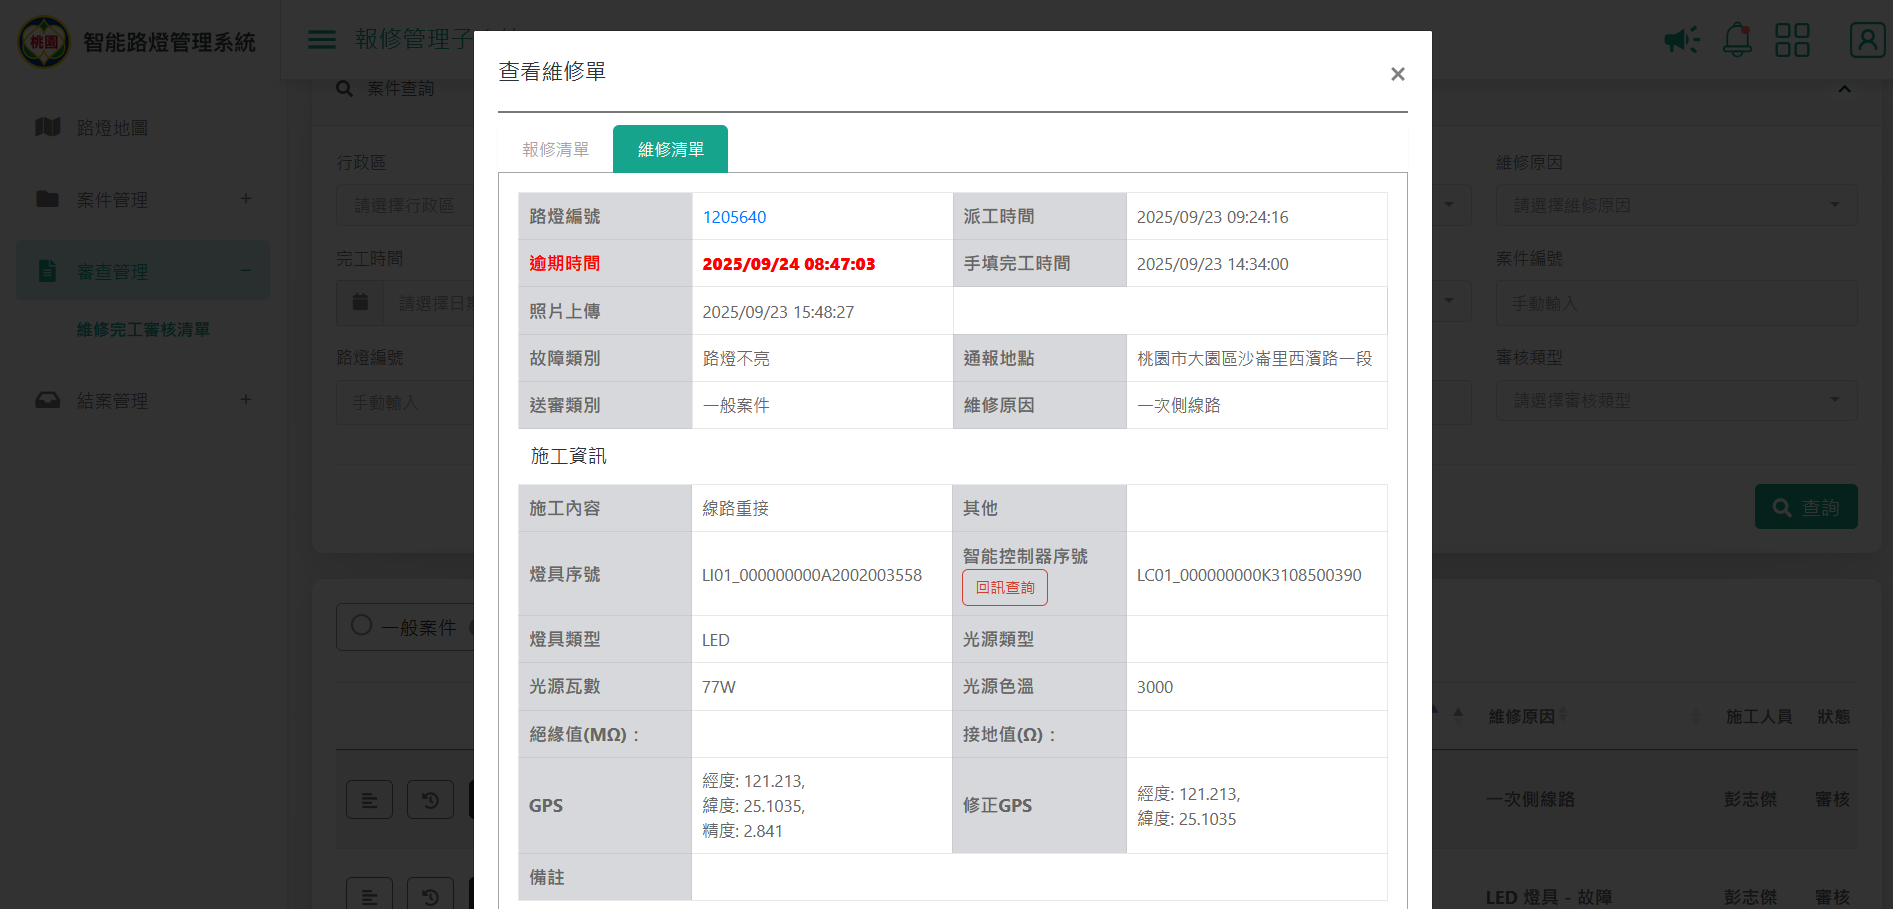 桃園
智能路燈管理系統
報修管理子
查看維修單
×
案件查詢
路燈地圖
案件管理
+
審查管理
−
維修完工審核清單
結案管理
+
行政區
請選擇行政區
完工時間
請選擇日期
路燈編號
手動輸入
一般案件
報修清單
維修清單
路燈編號
1205640
派工時間
2025/09/23 09:24:16
逾期時間
2025/09/24 08:47:03
手填完工時間
2025/09/23 14:34:00
照片上傳
2025/09/23 15:48:27
故障類別
路燈不亮
通報地點
桃園市大園區沙崙里西濱路一段
送審類別
一般案件
維修原因
一次側線路
施工資訊
施工內容
線路重接
其他
燈具序號
LI01_000000000A2002003558
智能控制器序號
回訊查詢
LC01_000000000K3108500390
燈具類型
LED
光源類型
光源瓦數
77W
光源色溫
3000
絕緣值(MΩ)：
接地值(Ω)：
GPS
經度: 121.213,
緯度: 25.1035,
精度: 2.841
修正GPS
經度: 121.213,
緯度: 25.1035
備註
維修原因
請選擇維修原因
案件編號
手動輸入
審核類型
請選擇審核類型
查詢
維修原因
施工人員
狀態
一次側線路
彭志傑
審核
LED 燈具 - 故障
彭志傑
審核